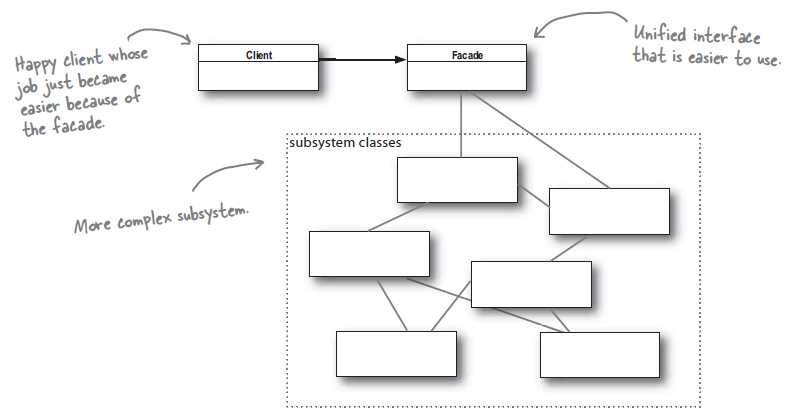 Happy client whose
job just became
easier because of
the facade.
Client
Facade
Unified interface
that is easier to use.
subsystem classes
More complex subsystem.